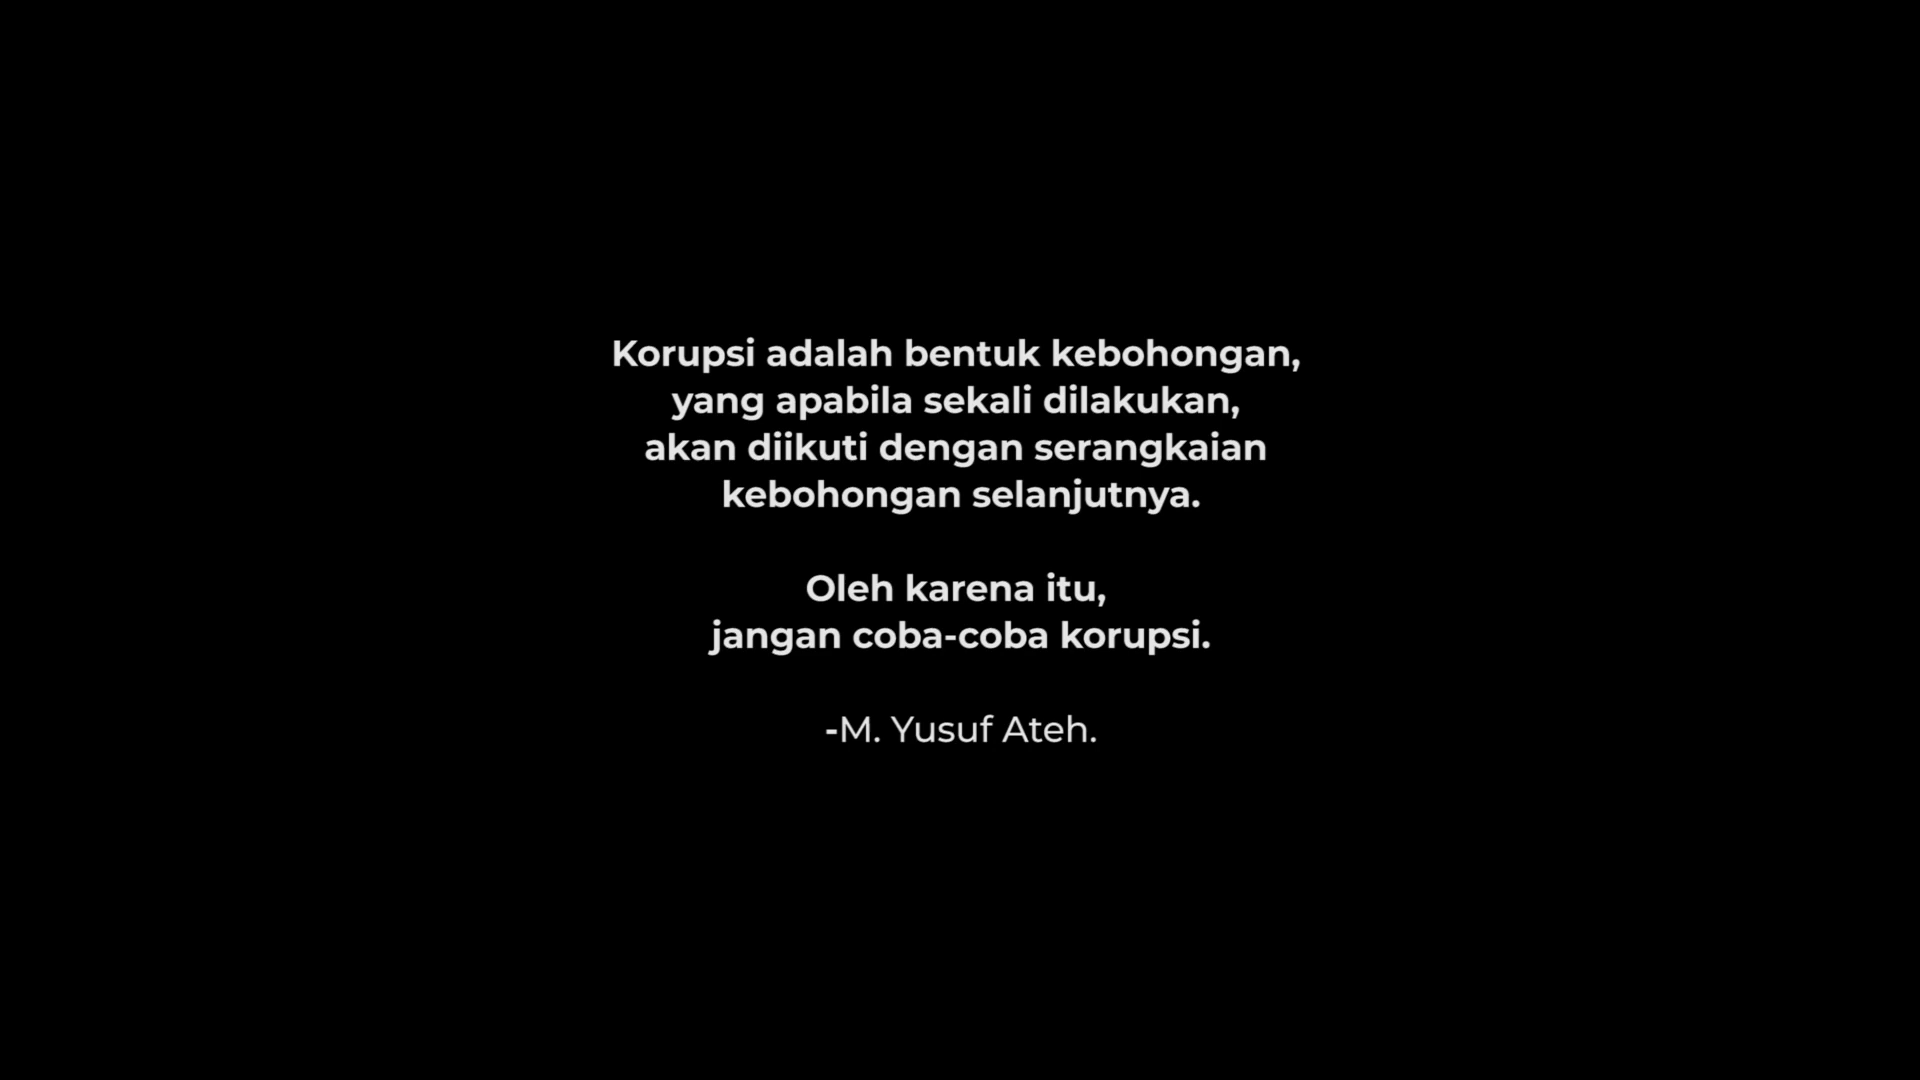 Korupsi adalah bentuk kebohongan,
yang apabila sekali dilakukan,
akan diikuti dengan serangkaian
kebohongan selanjutnya.
Oleh karena itu,
jangan coba-coba korupsi.
-M. Yusuf Ateh.